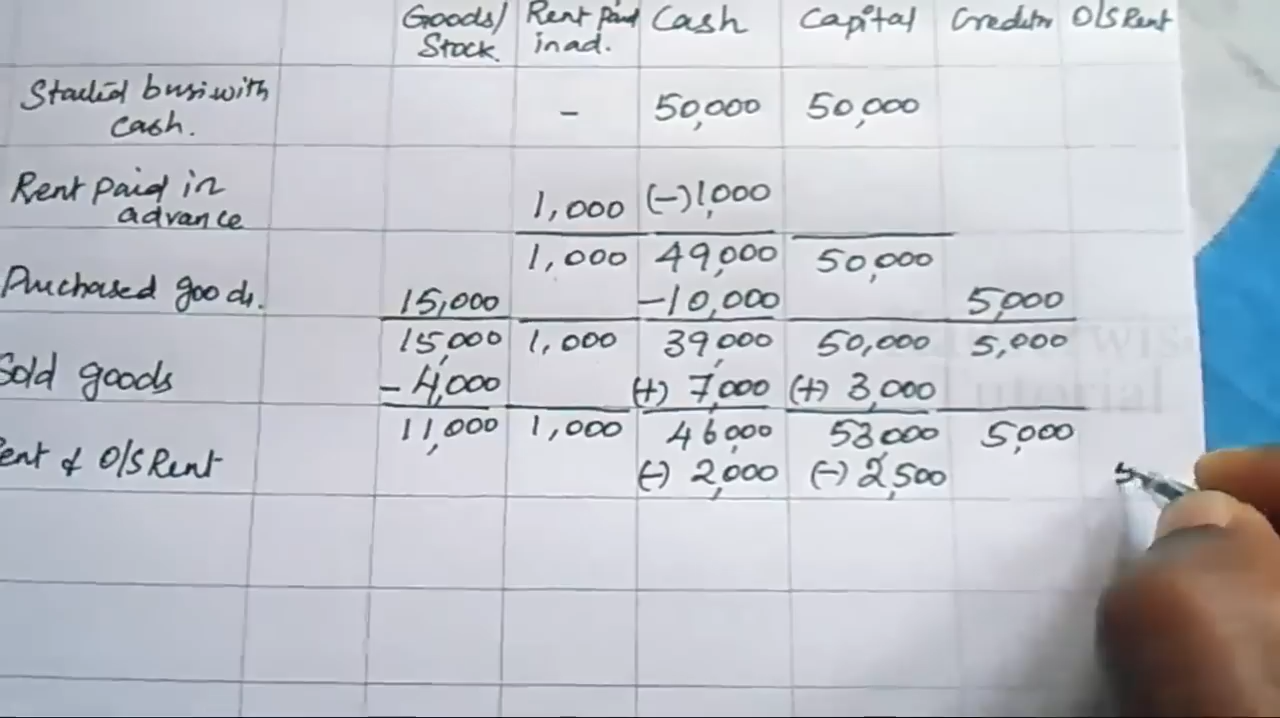 Goods/ Rent paid Cash Capital Creditor O/S Rent
Stock. in ad.
Started busi with
cash. - 50,000 50,000
Rent paid in
advance 1,000 (-) 1,000
1,000 49,000 50,000
Purchased goods. 15,000 -10,000 5,000
15,000 1,000 39,000 50,000 5,000
Sold goods - 4,000 (+) 7,000 (+) 3,000
11,000 1,000 46,000 53,000 5,000
ent & O/S Rent (-) 2,000 (-) 2,500 5
Tutorial